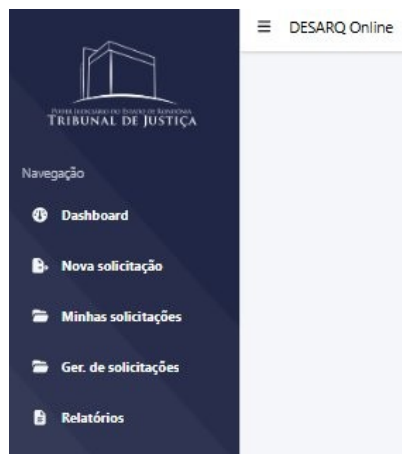 DESARQ Online
PODER JUDICIÁRIO DO ESTADO DE RONDÔNIA
TRIBUNAL DE JUSTIÇA
Navegação
Dashboard
Nova solicitação
Minhas solicitações
Ger. de solicitações
Relatórios